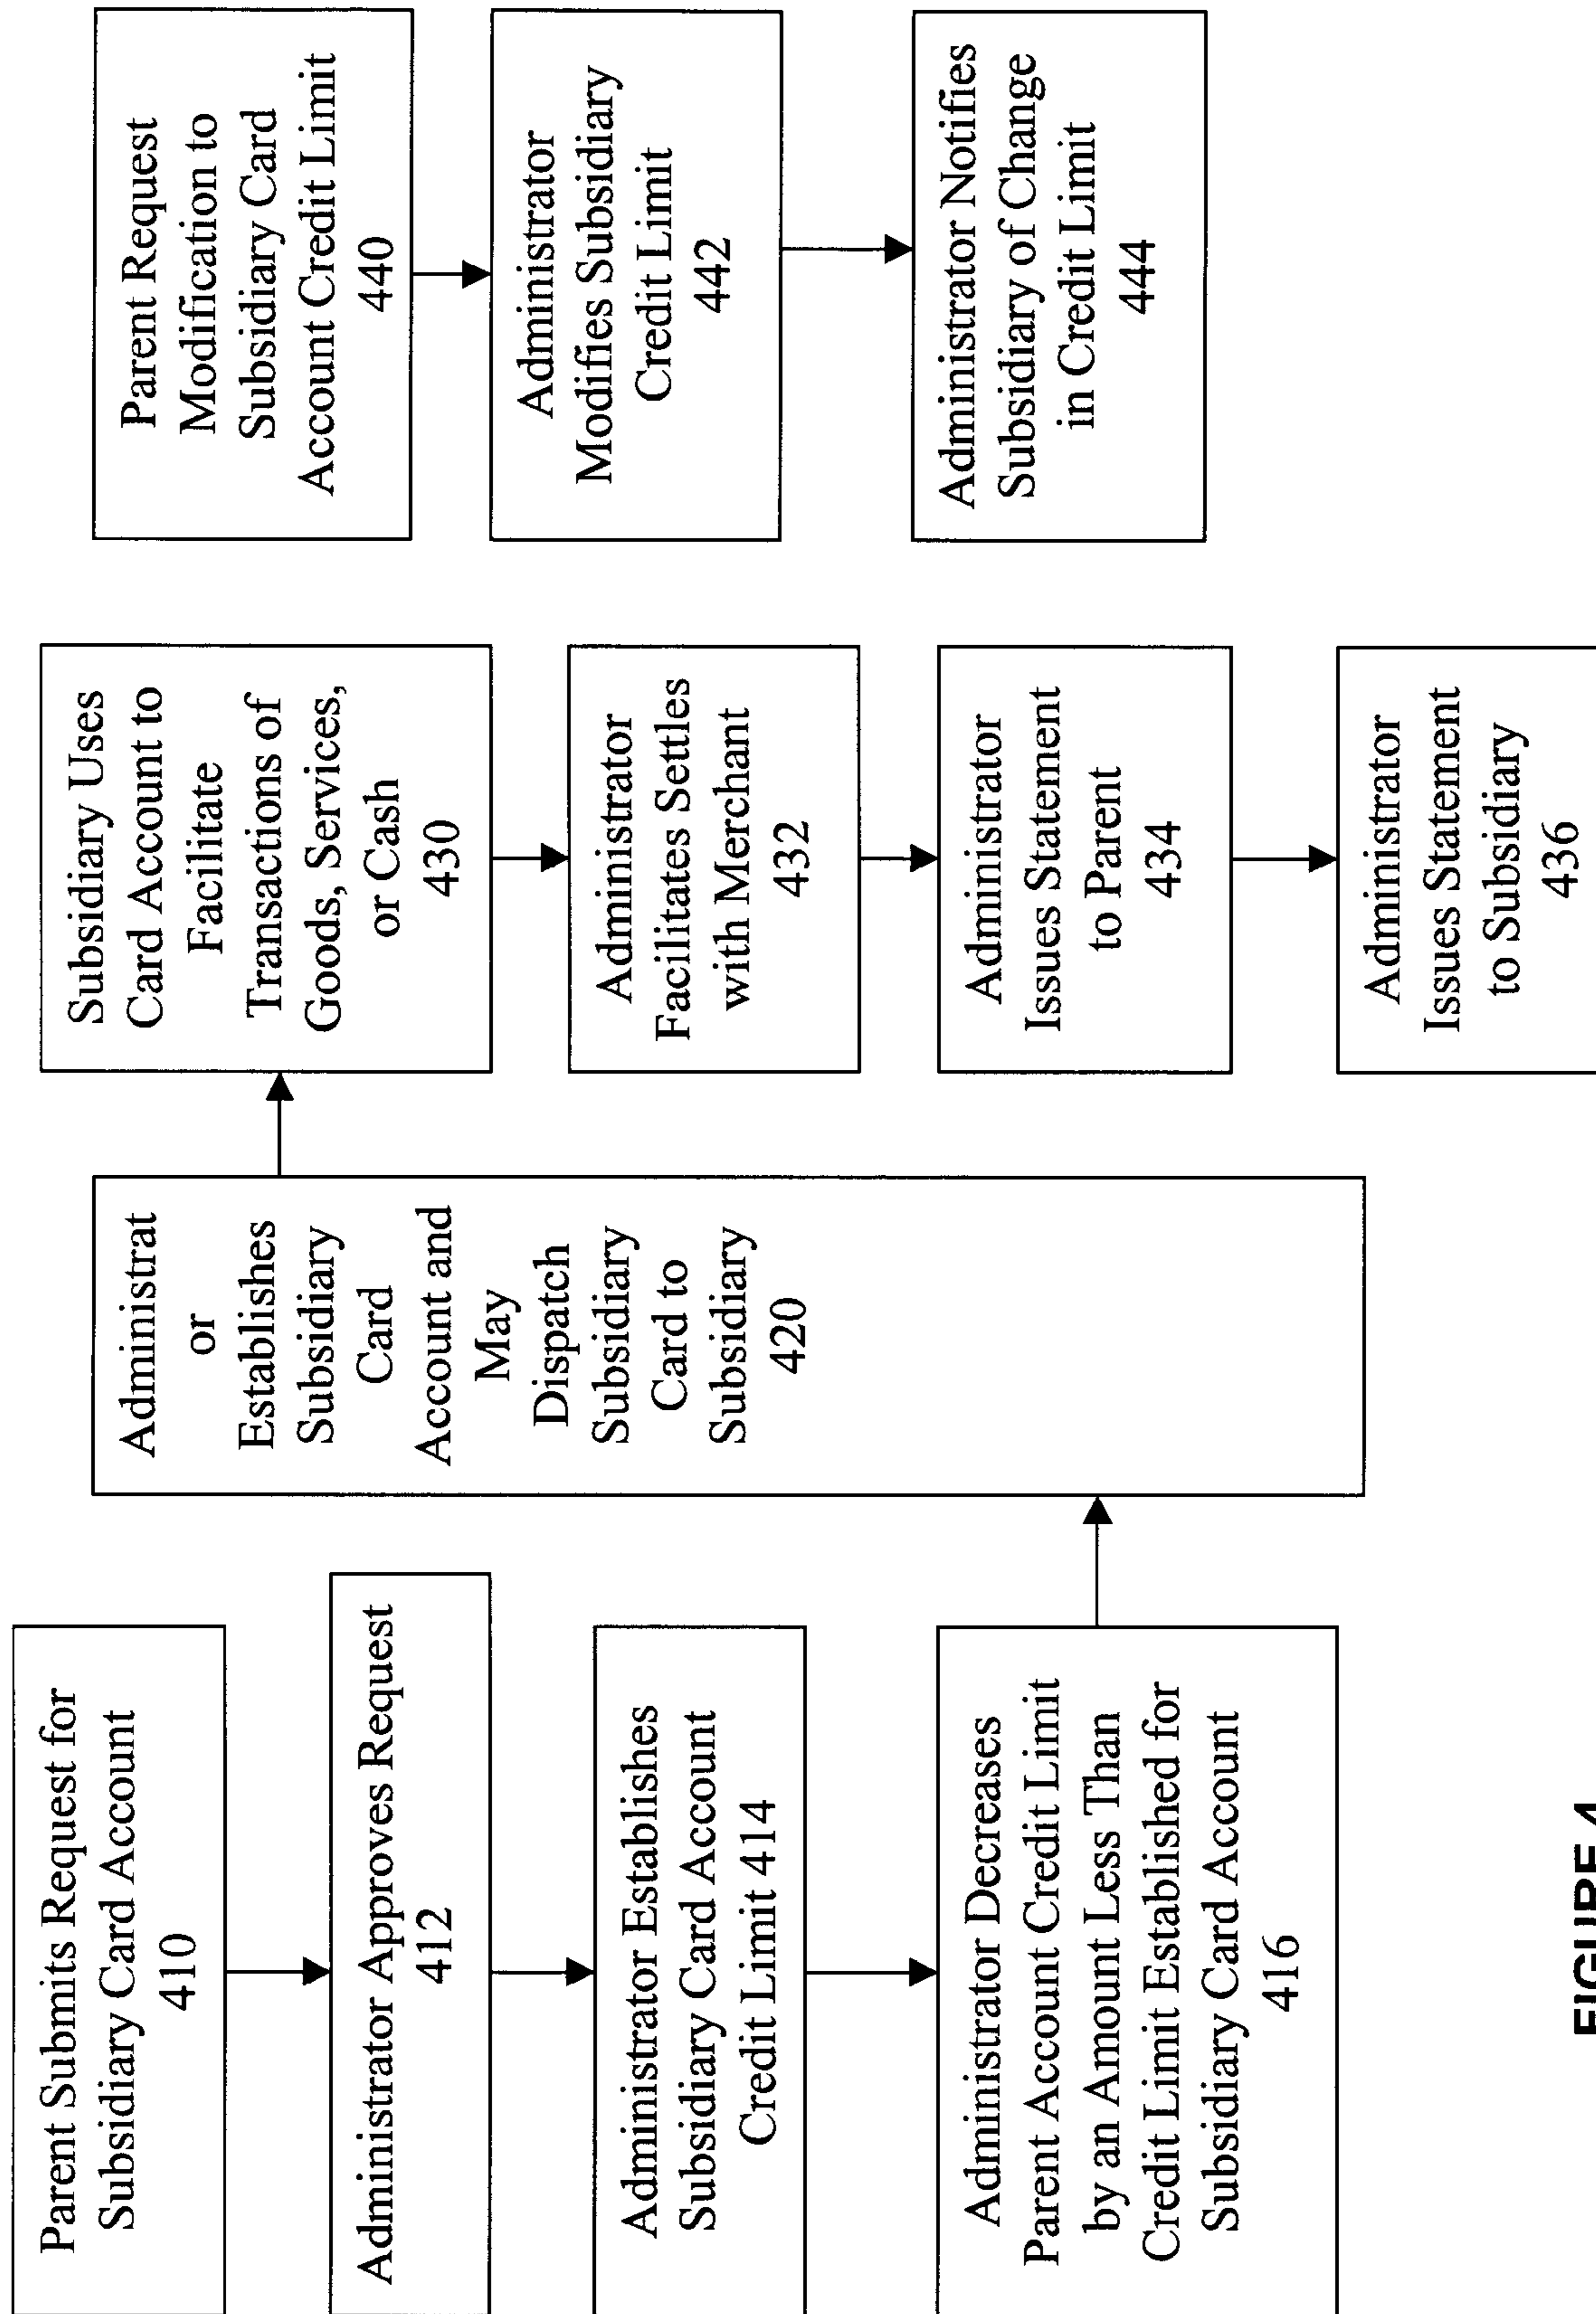 Parent Submits Request for
Subsidiary Card Account
410
Administrator Approves Request
412
Administrator Establishes
Subsidiary Card Account
Credit Limit 414
Administrator Decreases
Parent Account Credit Limit
by an Amount Less Than
Credit Limit Established for
Subsidiary Card Account
416
Administrat
or
Establishes
Subsidiary
Card
Account and
May
Dispatch
Subsidiary
Card to
Subsidiary
420
Subsidiary Uses
Card Account to
Facilitate
Transactions of
Goods, Services,
or Cash
430
Administrator
Facilitates Settles
with Merchant
432
Administrator
Issues Statement
to Parent
434
Administrator
Issues Statement
to Subsidiary
436
Parent Request
Modification to
Subsidiary Card
Account Credit Limit
440
Administrator
Modifies Subsidiary
Credit Limit
442
Administrator Notifies
Subsidiary of Change
in Credit Limit
444
FIGURE 4